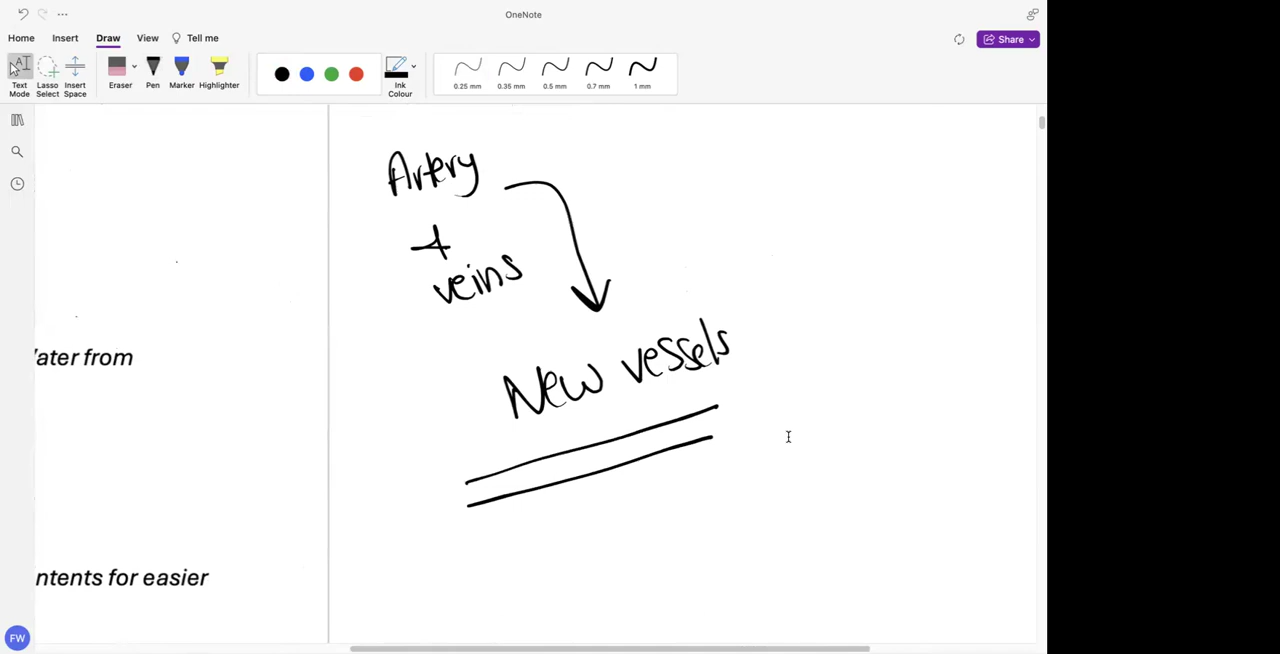 OneNote
Home Insert Draw View Tell me
Share
Text Mode
Lasso Select
Insert Space
Eraser
Pen
Marker
Highlighter
Ink Colour
0.25 mm
0.35 mm
0.5 mm
0.7 mm
1 mm
Artery
+
veins
New vessels
later from
ntents for easier
FW